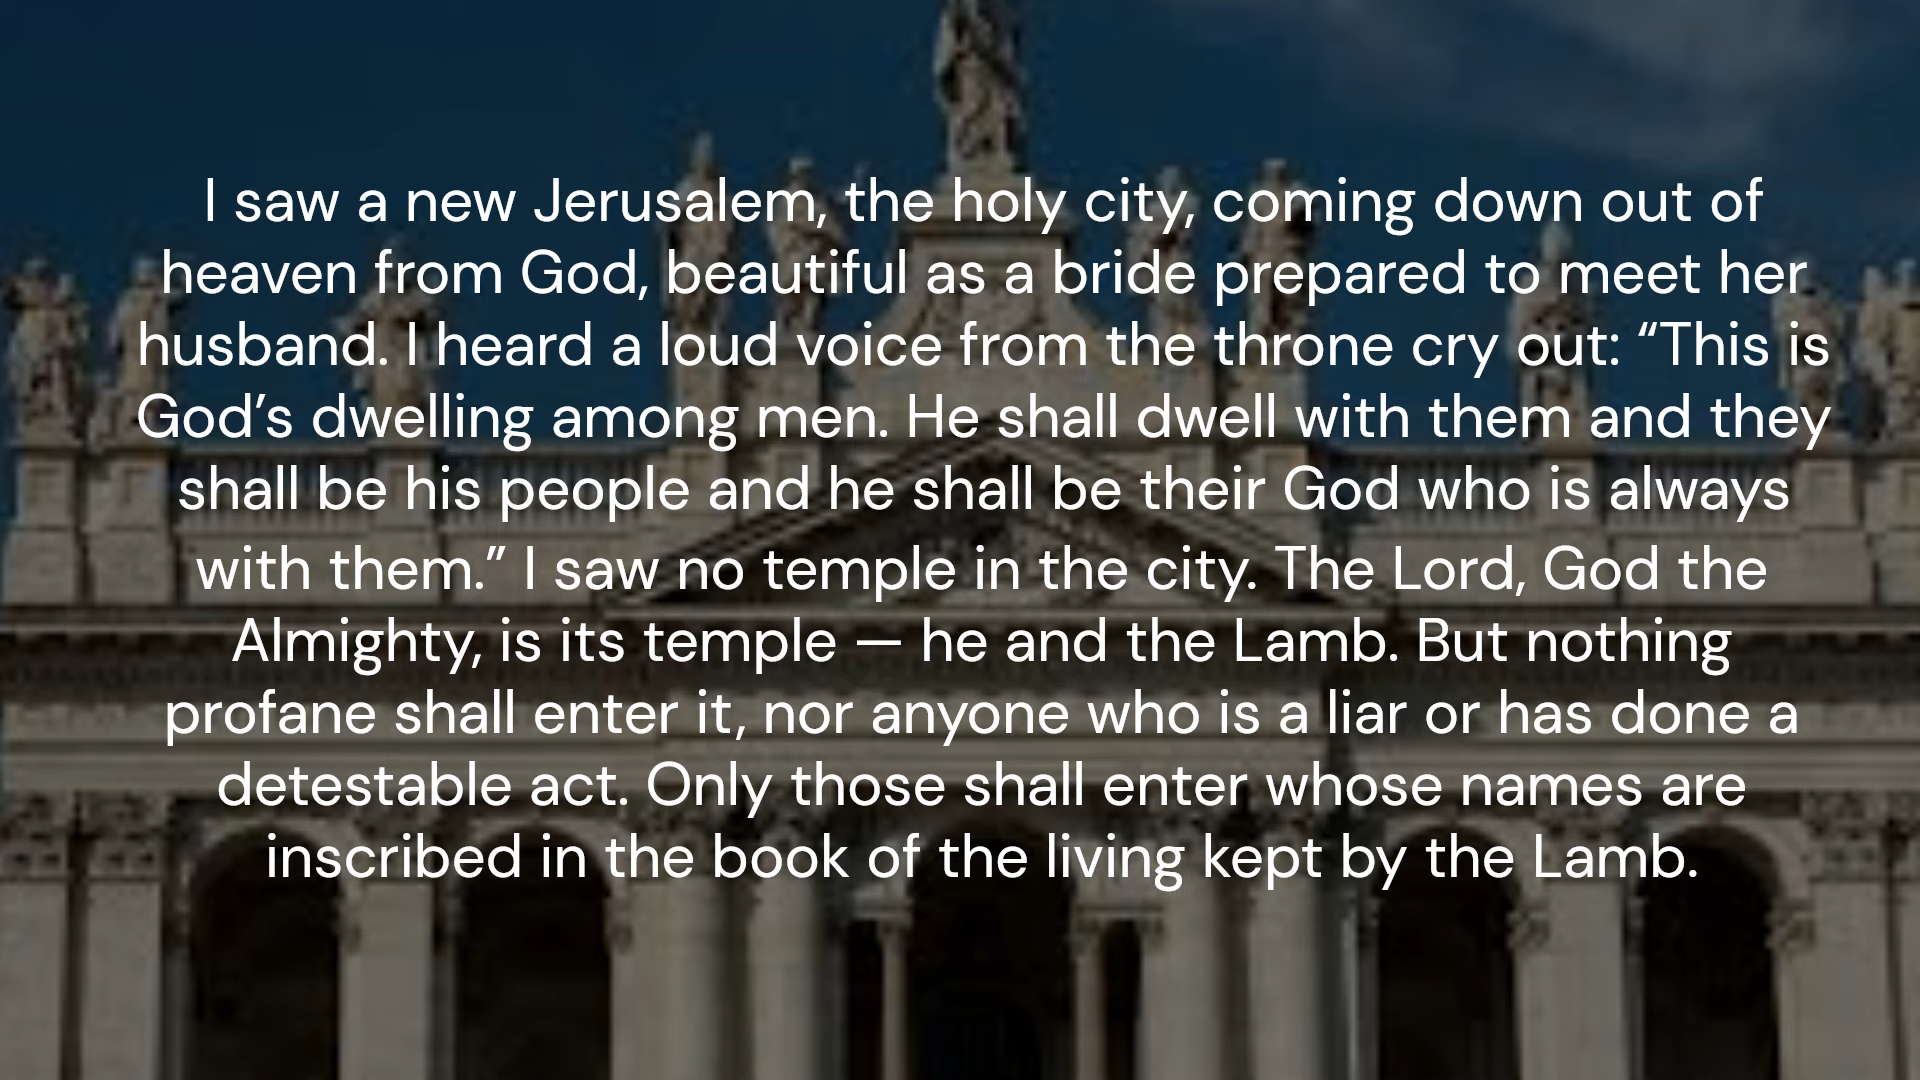 I saw a new Jerusalem, the holy city, coming down out of
heaven from God, beautiful as a bride prepared to meet her
husband. I heard a loud voice from the throne cry out: “This is
God’s dwelling among men. He shall dwell with them and they
shall be his people and he shall be their God who is always
with them.” I saw no temple in the city. The Lord, God the
Almighty, is its temple — he and the Lamb. But nothing
profane shall enter it, nor anyone who is a liar or has done a
detestable act. Only those shall enter whose names are
inscribed in the book of the living kept by the Lamb.